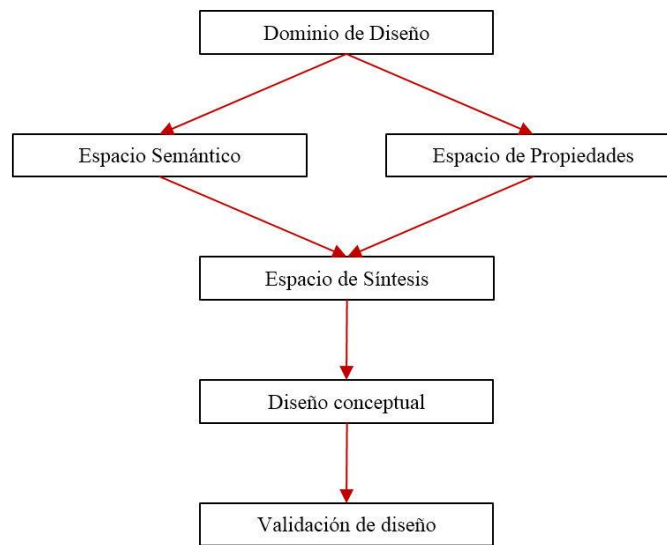 Dominio de Diseño
Espacio Semántico
Espacio de Propiedades
Espacio de Síntesis
Diseño conceptual
Validación de diseño